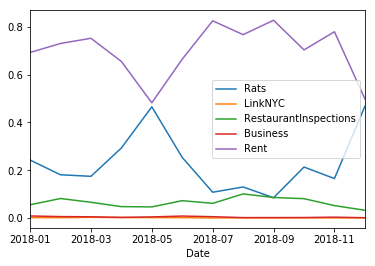 0.8
0.6
0.4
0.2
0.0
Rats
LinkNYC
RestaurantInspections
Business
Rent
2018-01 2018-03 2018-05 2018-07 2018-09 2018-11
Date